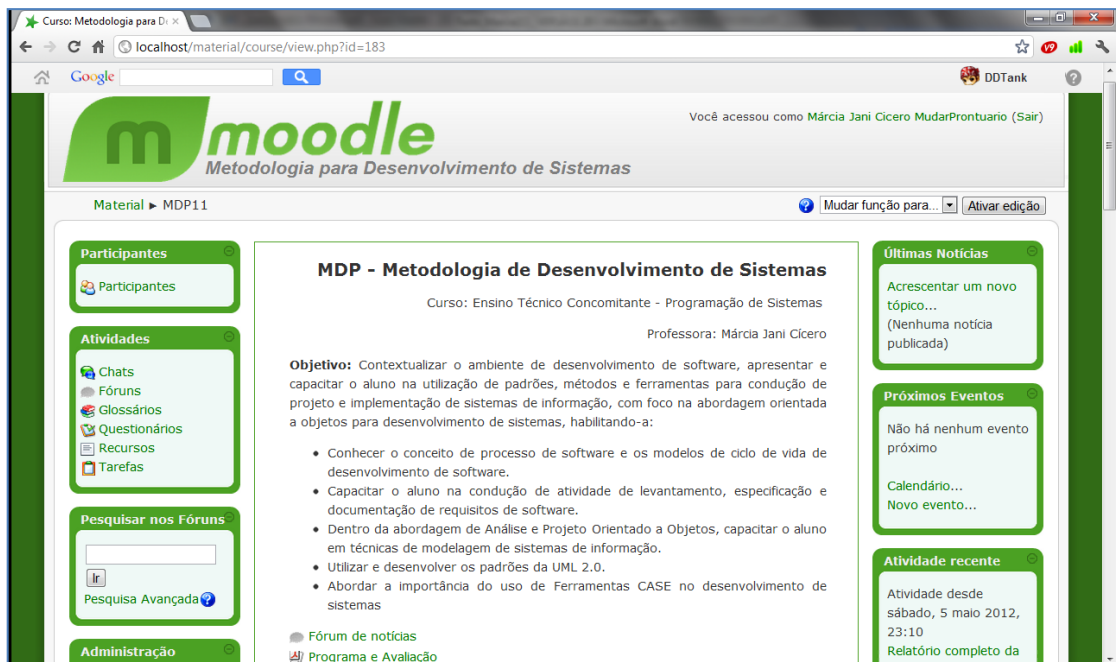 Curso: Metodologia para De
localhost/material/course/view.php?id=183
Google
DDTank
m moodle
Metodologia para Desenvolvimento de Sistemas
Você acessou como Márcia Jani Cicero MudarProntuario (Sair)
Material ► MDP11
Mudar função para...
Ativar edição
Participantes
Participantes
Atividades
Chats
Fóruns
Glossários
Questionários
Recursos
Tarefas
Pesquisar nos Fóruns
Ir
Pesquisa Avançada
Administração
MDP - Metodologia de Desenvolvimento de Sistemas
Curso: Ensino Técnico Concomitante - Programação de Sistemas
Professora: Márcia Jani Cícero
Objetivo: Contextualizar o ambiente de desenvolvimento de software, apresentar e
capacitar o aluno na utilização de padrões, métodos e ferramentas para condução de
projeto e implementação de sistemas de informação, com foco na abordagem orientada
a objetos para desenvolvimento de sistemas, habilitando-a:
• Conhecer o conceito de processo de software e os modelos de ciclo de vida de
desenvolvimento de software.
• Capacitar o aluno na condução de atividade de levantamento, especificação e
documentação de requisitos de software.
• Dentro da abordagem de Análise e Projeto Orientado a Objetos, capacitar o aluno
em técnicas de modelagem de sistemas de informação.
• Utilizar e desenvolver os padrões da UML 2.0.
• Abordar a importância do uso de Ferramentas CASE no desenvolvimento de
sistemas
Fórum de notícias
Programa e Avaliação
Últimas Notícias
Acrescentar um novo
tópico...
(Nenhuma notícia
publicada)
Próximos Eventos
Não há nenhum evento
próximo
Calendário...
Novo evento...
Atividade recente
Atividade desde
sábado, 5 maio 2012,
23:10
Relatório completo da